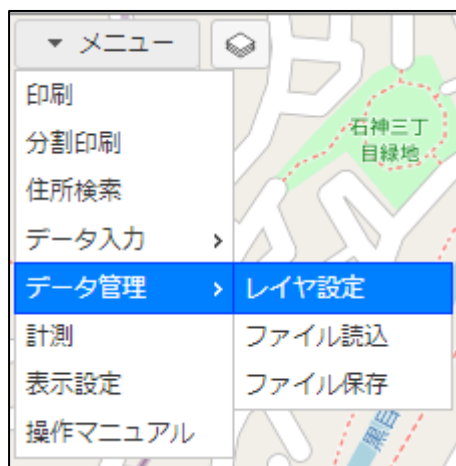 ▼ メニュー
印刷
分割印刷
住所検索
データ入力 >
データ管理 >
レイヤ設定
計測
ファイル読込
表示設定
ファイル保存
操作マニュアル
石神三丁
目緑地
黒目